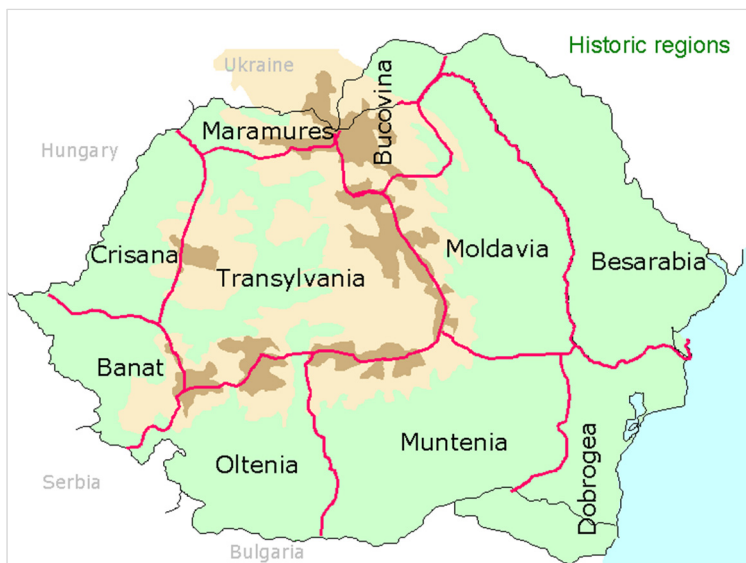 Historic regions
Ukraine
Bucovina
Maramures
Hungary
Moldavia
Crisana
Transylvania
Besarabia
Banat
Muntenia
Oltenia
Dobrogea
Serbia
Bulgaria